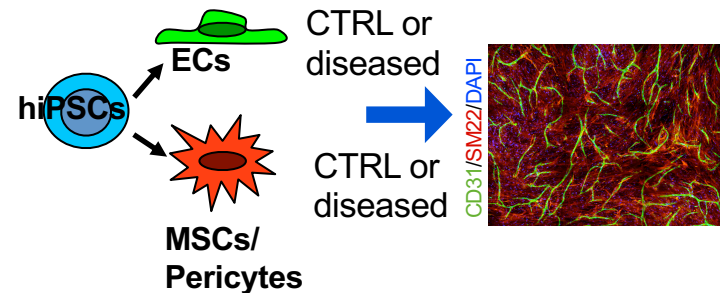 hiPSCs
ECs
CTRL or
diseased
MSCs/
Pericytes
CTRL or
diseased
CD31/SM22/DAPI